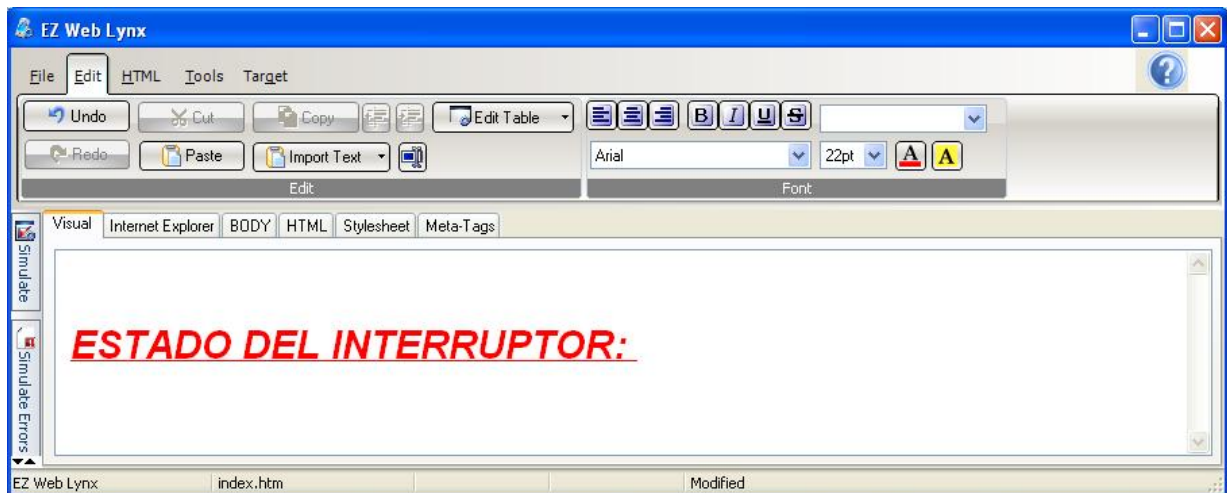 EZ Web Lynx
File Edit HTML Tools Target
Undo Cut Copy Edit Table B I U S
Redo Paste Import Text Arial 22pt A A
Edit Font
Visual Internet Explorer BODY HTML Stylesheet Meta-Tags
Simulate
Simulate Errors
ESTADO DEL INTERRUPTOR:
EZ Web Lynx index.htm Modified